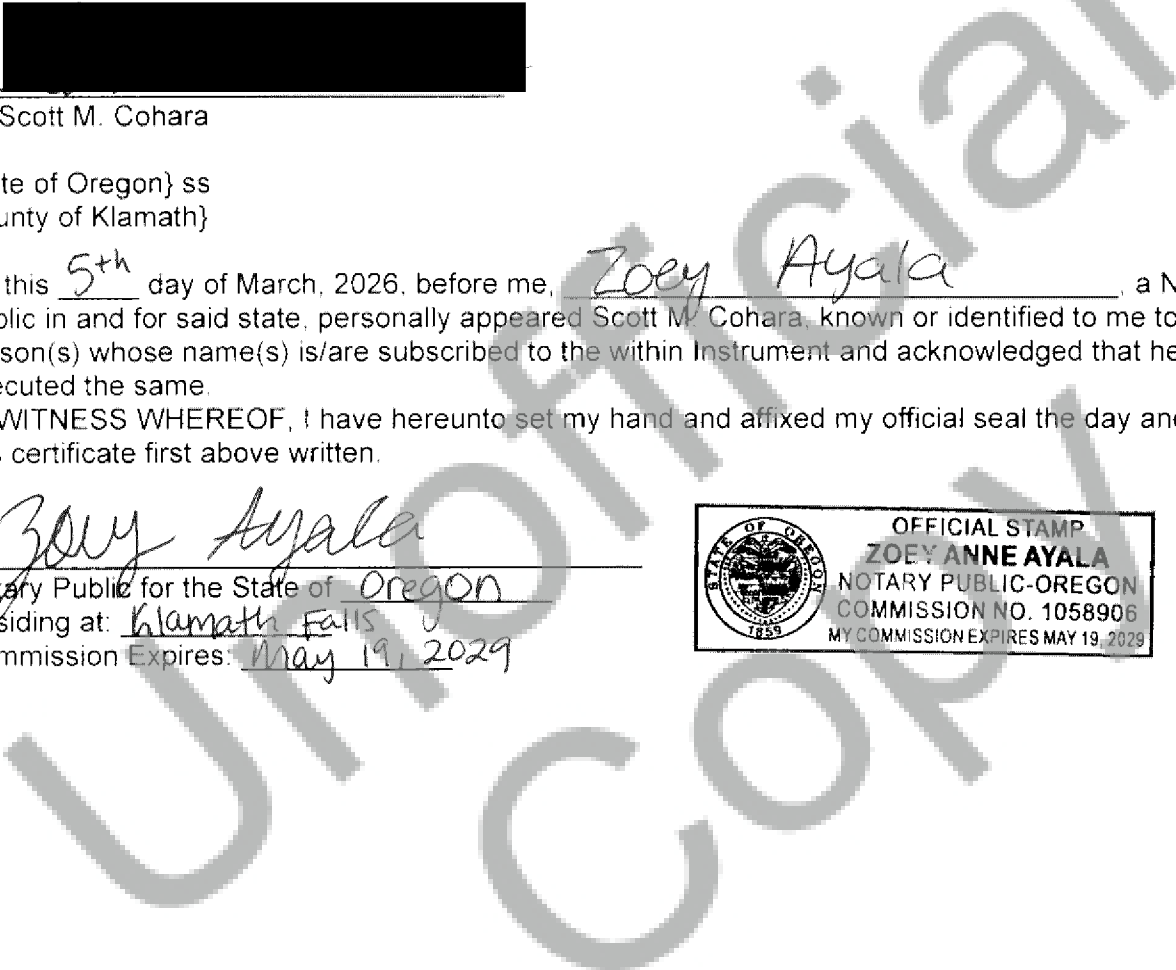 Scott M. Cohara
te of Oregon} ss
unty of Klamath}
this 5th day of March, 2026, before me, Zoey Ayala, a N
blic in and for said state, personally appeared Scott M. Cohara, known or identified to me to
son(s) whose name(s) is/are subscribed to the within Instrument and acknowledged that he
ecuted the same.
WITNESS WHEREOF, I have hereunto set my hand and affixed my official seal the day and
s certificate first above written.
Zoey Ayala
ary Public for the State of Oregon
siding at: Klamath Falls
mmission Expires: May 19, 2029
OFFICIAL STAMP
ZOEY ANNE AYALA
NOTARY PUBLIC-OREGON
COMMISSION NO. 1058906
MY COMMISSION EXPIRES MAY 19, 2029
STATE OF OREGON
1859
Unofficial
Copy